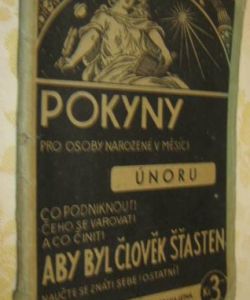 POKYNY
PRO OSOBY NAROZENÉ V MĚSÍCI
ÚNORU
CO PODNIKNOUTI
ČEHO SE VAROVATI
A CO ČINITI
ABY BYL ČLOVĚK ŠŤASTEN
NAUČTE SE ZNÁTI SEBE I OSTATNÍ
Kč 3